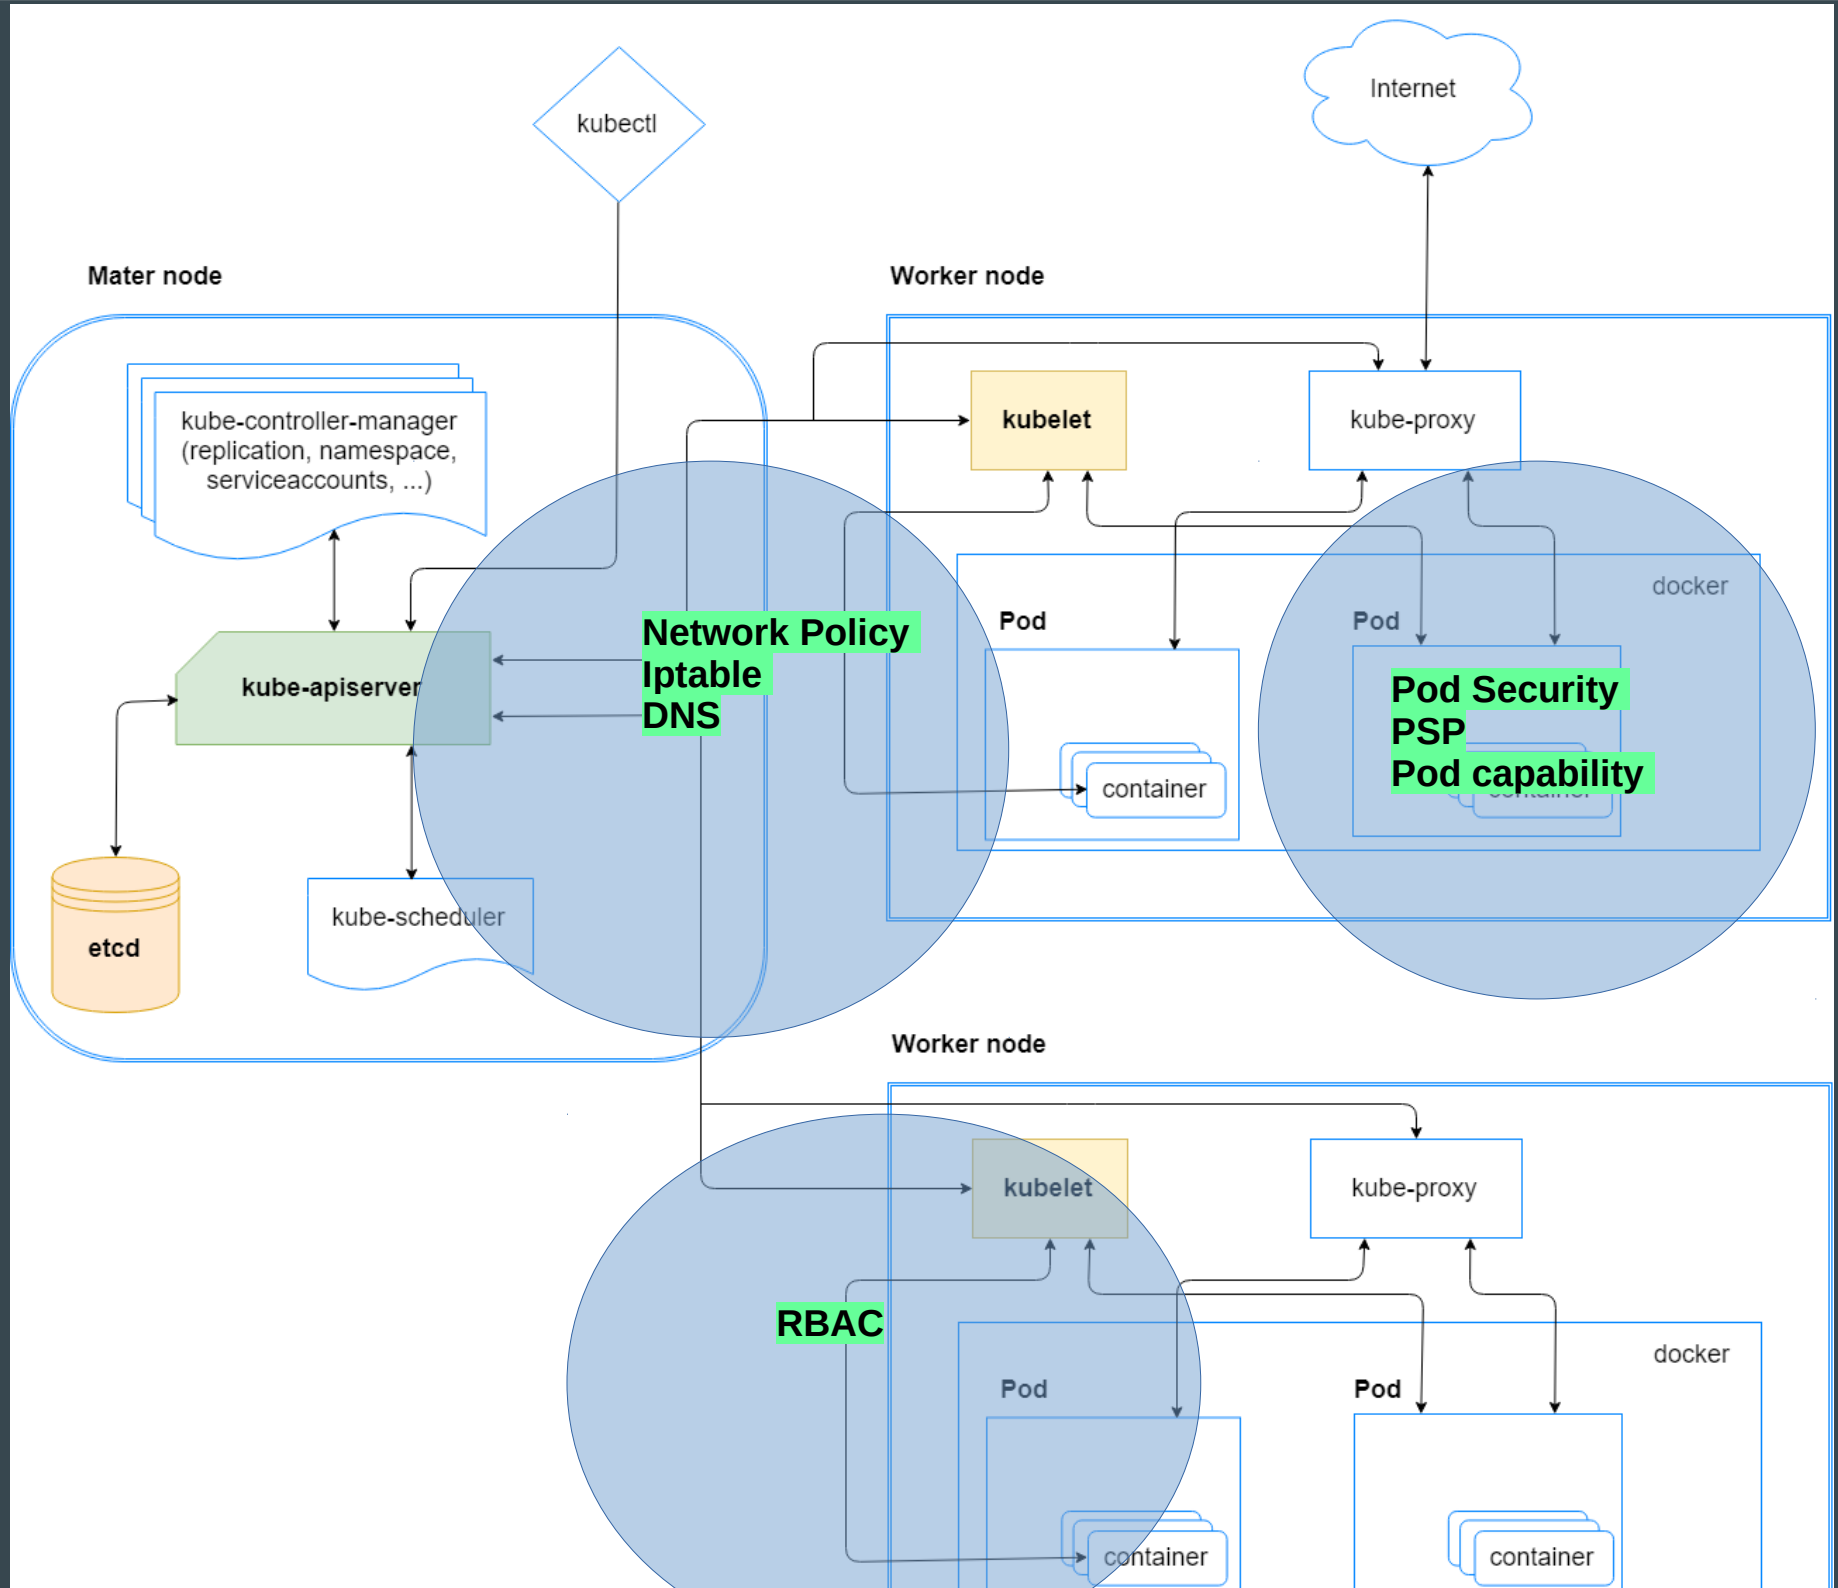 kubectl
Internet
Mater node
Worker node
kube-controller-manager
(replication, namespace,
serviceaccounts, ...)
kubelet
kube-proxy
docker
Pod
Pod
Network Policy
Iptable
DNS
kube-apiserver
Pod Security
PSP
Pod capability
container
container
kube-scheduler
etcd
Worker node
kubelet
kube-proxy
RBAC
docker
Pod
Pod
container
container